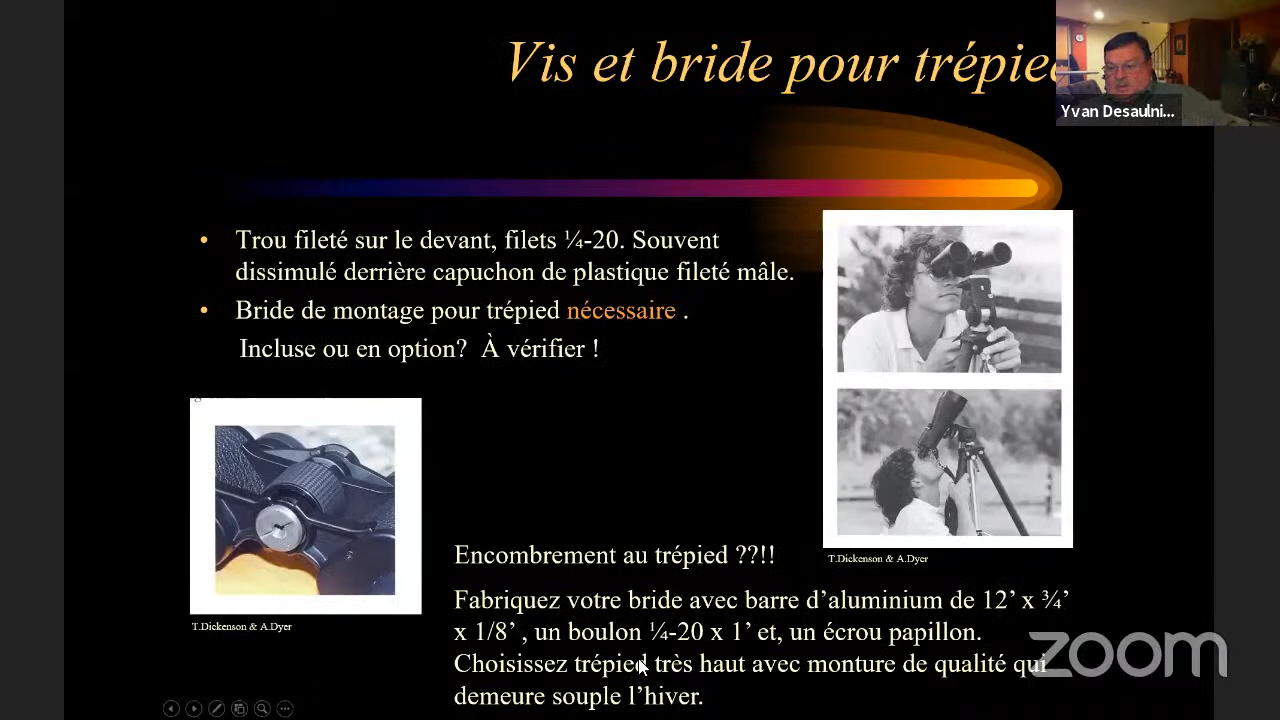 Vis et bride pour trépied
Yvan Desaulni...
• Trou fileté sur le devant, filets ¼-20. Souvent
dissimulé derrière capuchon de plastique fileté mâle.
• Bride de montage pour trépied nécessaire .
Incluse ou en option? À vérifier !
T.Dickenson & A.Dyer
Encombrement au trépied ??!!
T.Dickenson & A.Dyer
Fabriquez votre bride avec barre d’aluminium de 12’ x ¾’
x 1/8’ , un boulon ¼-20 x 1’ et, un écrou papillon.
Choisissez trépied très haut avec monture de qualité qui
demeure souple l’hiver.
zoom